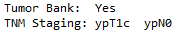 Tumor Bank:  Yes
TNM Staging: ypT1c  ypN0